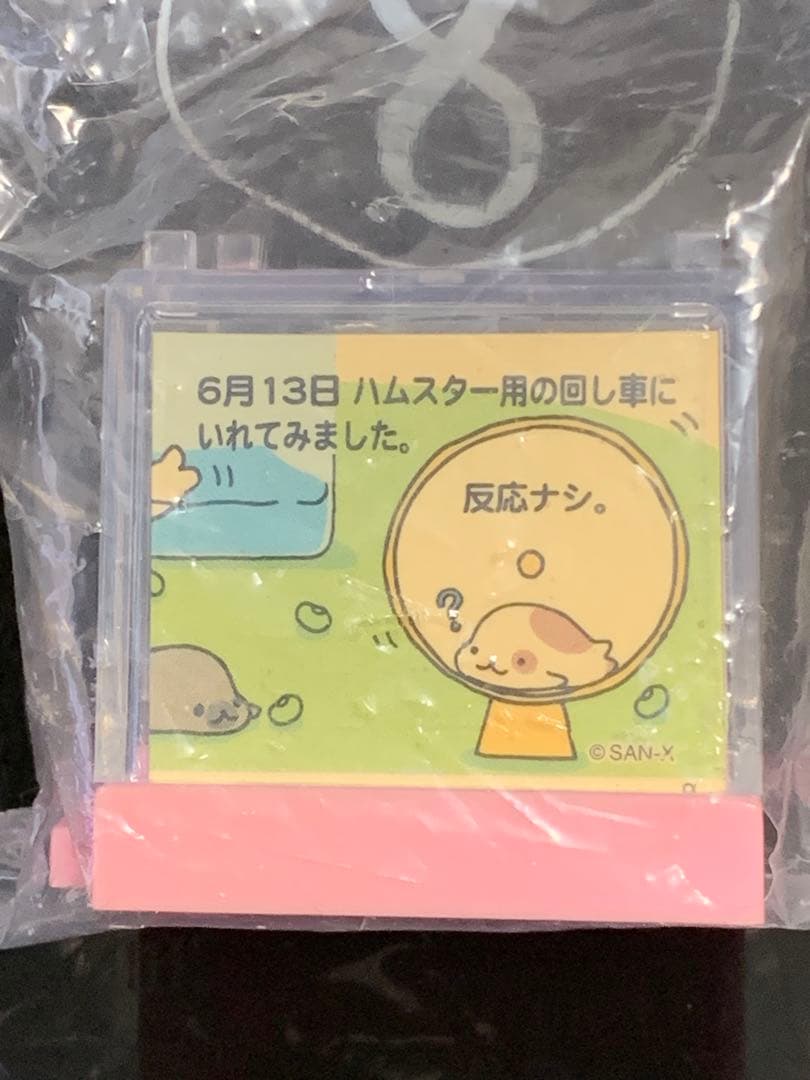 8
6月13日 ハムスター用の回し車に
いれてみました。
反応ナシ。
?
©SAN-X